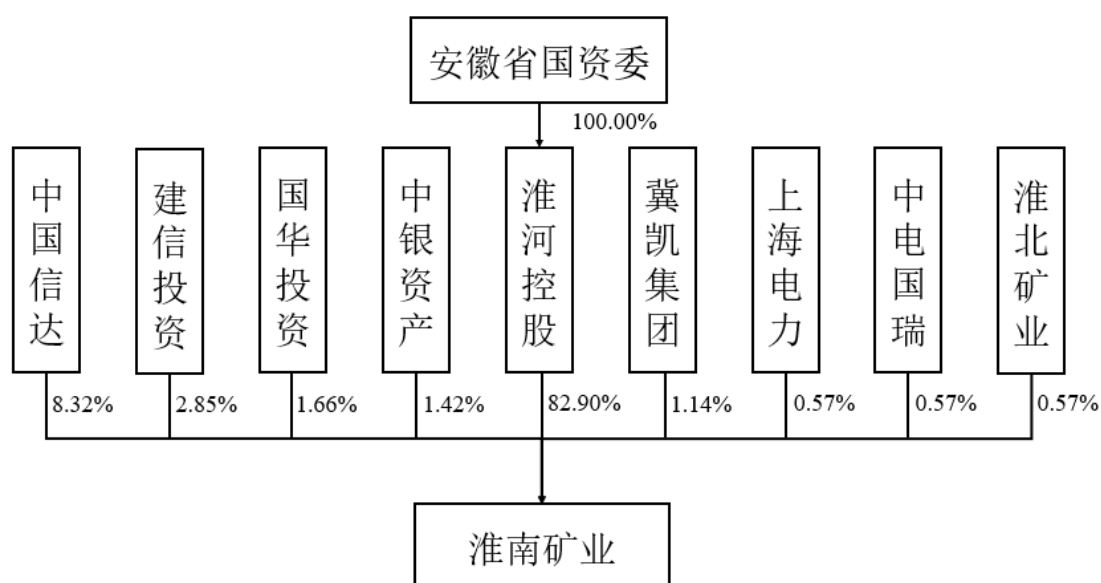 安徽省国资委
100.00%
中国信达
建信投资
国华投资
中银资产
淮河控股
冀凯集团
上海电力
中电国瑞
淮北矿业
8.32%
2.85%
1.66%
1.42%
82.90%
1.14%
0.57%
0.57%
0.57%
淮南矿业